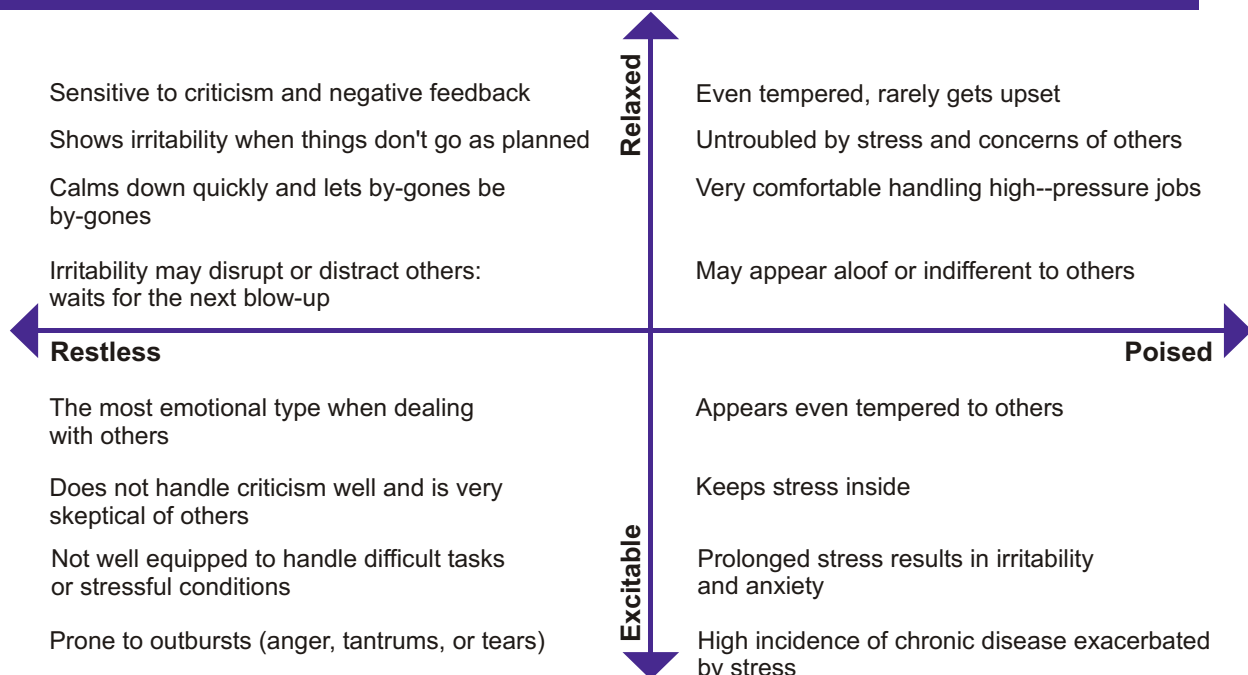 Relaxed
Sensitive to criticism and negative feedback
Shows irritability when things don't go as planned
Calms down quickly and lets by-gones be
by-gones
Irritability may disrupt or distract others:
waits for the next blow-up
Even tempered, rarely gets upset
Untroubled by stress and concerns of others
Very comfortable handling high--pressure jobs
May appear aloof or indifferent to others
Restless
Poised
The most emotional type when dealing
with others
Does not handle criticism well and is very
skeptical of others
Not well equipped to handle difficult tasks
or stressful conditions
Prone to outbursts (anger, tantrums, or tears)
Excitable
Appears even tempered to others
Keeps stress inside
Prolonged stress results in irritability
and anxiety
High incidence of chronic disease exacerbated
by stress